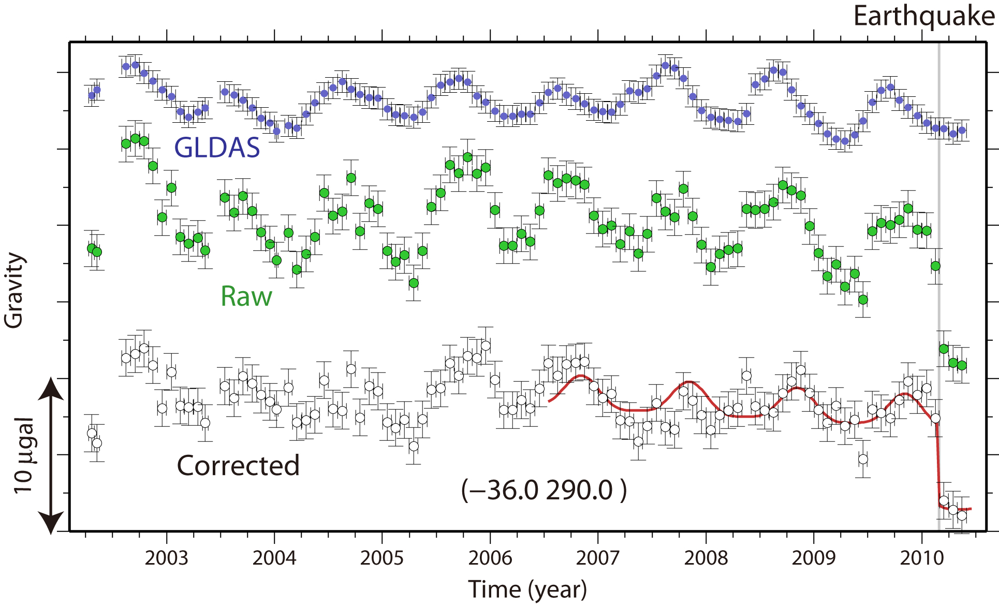 Earthquake
GLDAS
Raw
Corrected
(−36.0 290.0 )
Gravity
10 µgal
2003 2004 2005 2006 2007 2008 2009 2010
Time (year)